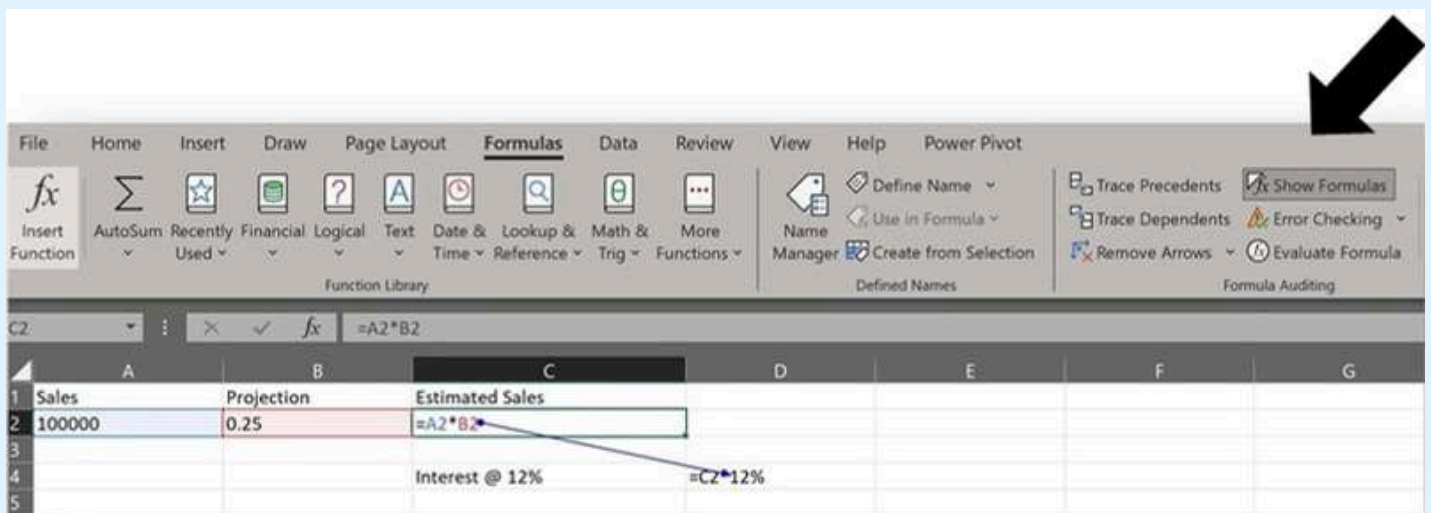 File Home Insert Draw Page Layout Formulas Data Review View Help Power Pivot
fx Insert Function
AutoSum
Recently Used
Financial
Logical
Text
Date & Time
Lookup & Reference
Math & Trig
More Functions
Function Library
Name Manager
Define Name
Use in Formula
Create from Selection
Defined Names
Trace Precedents
Trace Dependents
Remove Arrows
Show Formulas
Error Checking
Evaluate Formula
Formula Auditing
C2 fx =A2*B2
A B C D E F G
1 Sales Projection Estimated Sales
2 100000 0.25 =A2*B2
3
4 Interest @ 12% =C2*12%
5